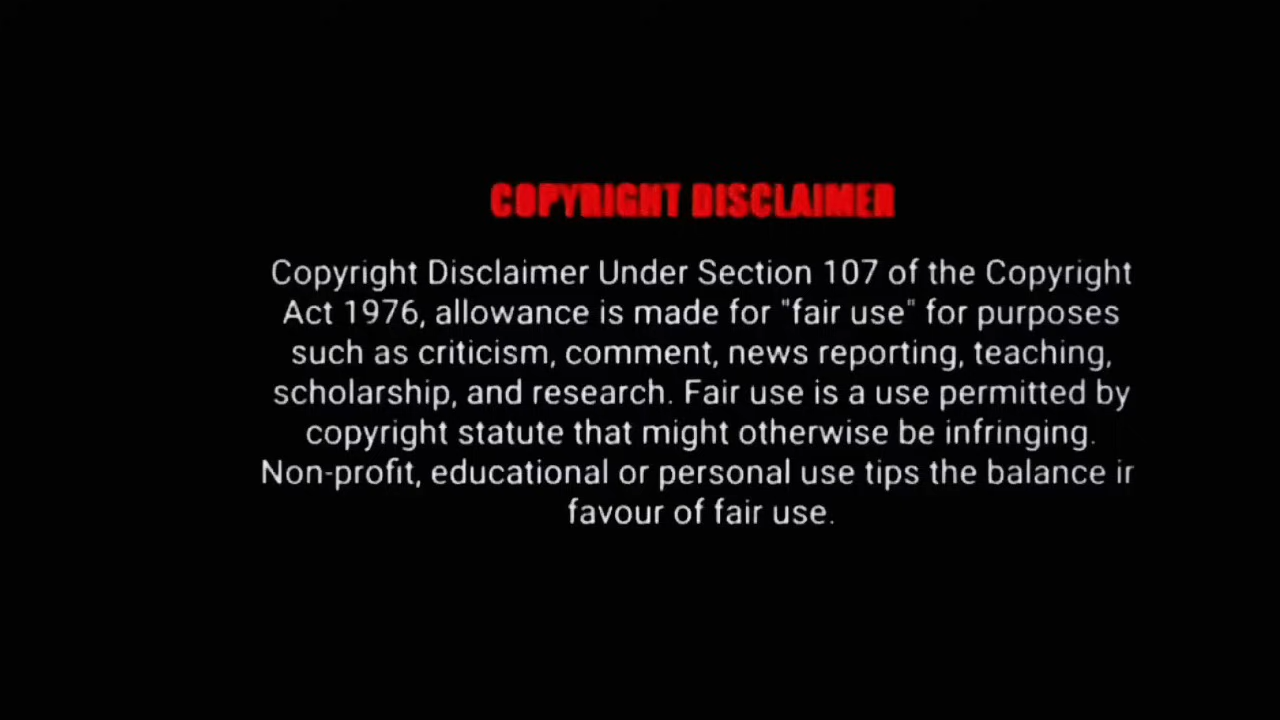 COPYRIGHT DISCLAIMER
Copyright Disclaimer Under Section 107 of the Copyright
Act 1976, allowance is made for "fair use" for purposes
such as criticism, comment, news reporting, teaching,
scholarship, and research. Fair use is a use permitted by
copyright statute that might otherwise be infringing.
Non-profit, educational or personal use tips the balance
favour of fair use.